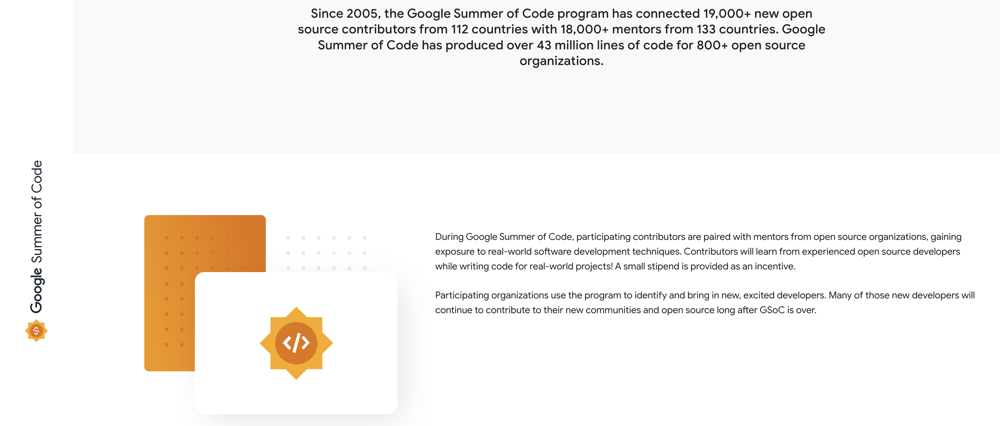 Since 2005, the Google Summer of Code program has connected 19,000+ new open
source contributors from 112 countries with 18,000+ mentors from 133 countries. Google
Summer of Code has produced over 43 million lines of code for 800+ open source
organizations.
Google Summer of Code
During Google Summer of Code, participating contributors are paired with mentors from open source organizations, gaining
exposure to real-world software development techniques. Contributors will learn from experienced open source developers
while writing code for real-world projects! A small stipend is provided as an incentive.
Participating organizations use the program to identify and bring in new, excited developers. Many of those new developers will
continue to contribute to their new communities and open source long after GSoC is over.